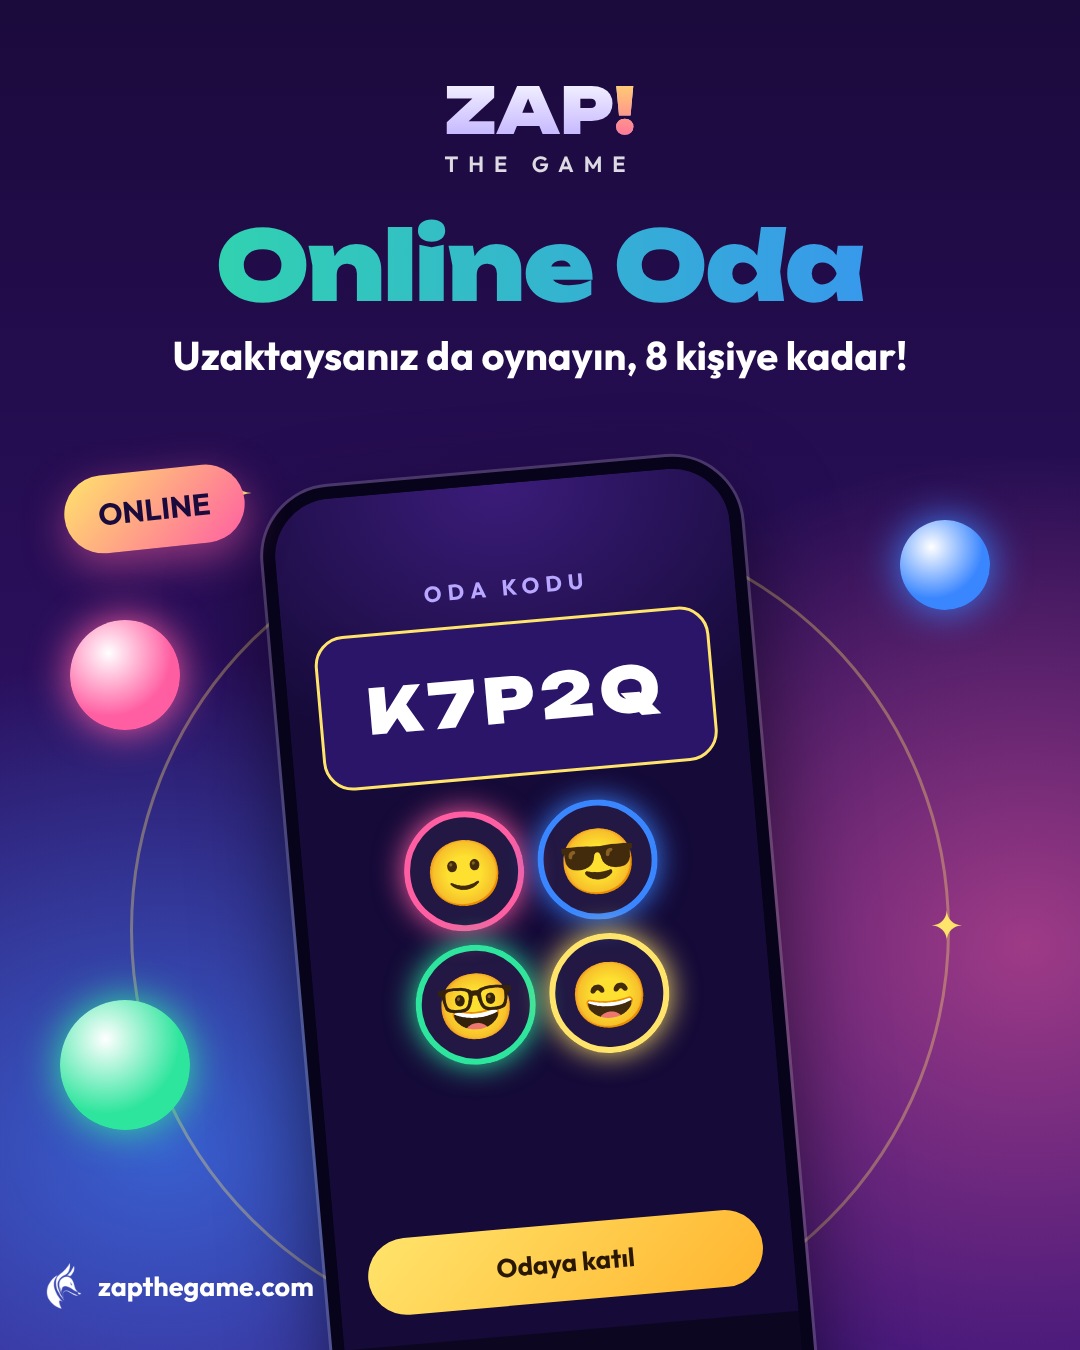 ZAP!
THE GAME
Online Oda
Uzaktaysanız da oynayın, 8 kişiye kadar!
ONLINE
ODA KODU
K7P2Q
Odaya katıl
zapthegame.com